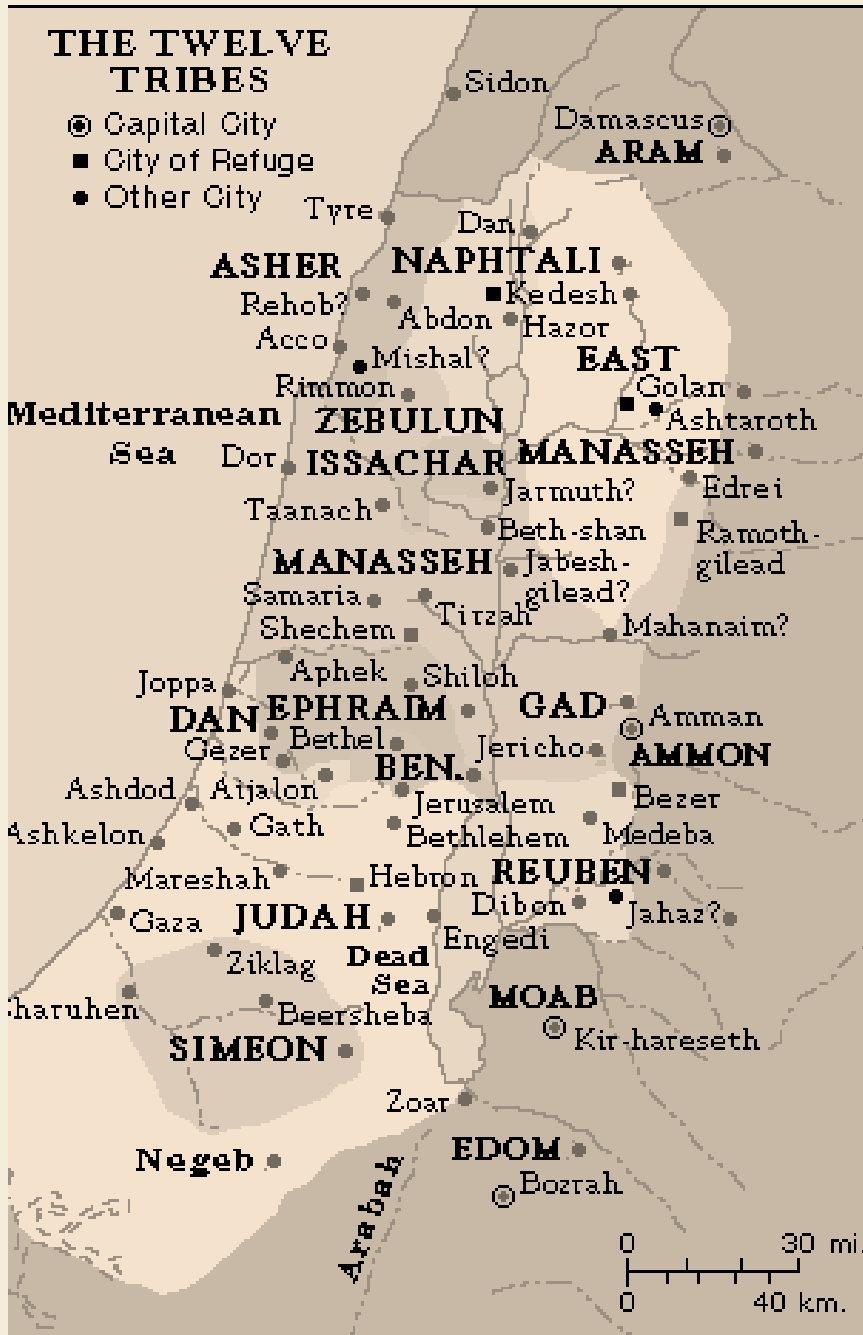 THE TWELVE
TRIBES
Capital City
City of Refuge
Other City
Sidon
Damascus
ARAM
Tyre
Dan
ASHER
NAPHTALI
Rehob?
Kedesh
Abdon
Hazor
Acco
Mishal?
EAST
Rimmon
Golan
Mediterranean
Sea
ZEBULUN
Ashtaroth
Dor
ISSACHAR
MANASSEH
Jarmuth?
Edrei
Taanach
Beth-shan
Ramoth-
gilead
MANASSEH
Jabesh-
gilead?
Samaria
Tirzah
Shechem
Mahanaim?
Aphek
Shiloh
Joppa
DAN
EPHRAIM
GAD
Amman
Gezer
Bethel
Jericho
AMMON
BEN.
Ashdod
Aijalon
Jerusalem
Bezer
Ashkelon
Gath
Bethlehem
Medeba
Mareshah
Hebron
REUBEN
Gaza
JUDAH
Dibon
Jahaz?
Engedi
Ziklag
Dead
Sea
Sharuhen
Beersheba
MOAB
Kir-hareseth
SIMEON
Zoar
Negeb
EDOM
Arabah
Bozrah
0 30 mi.
0 40 km.